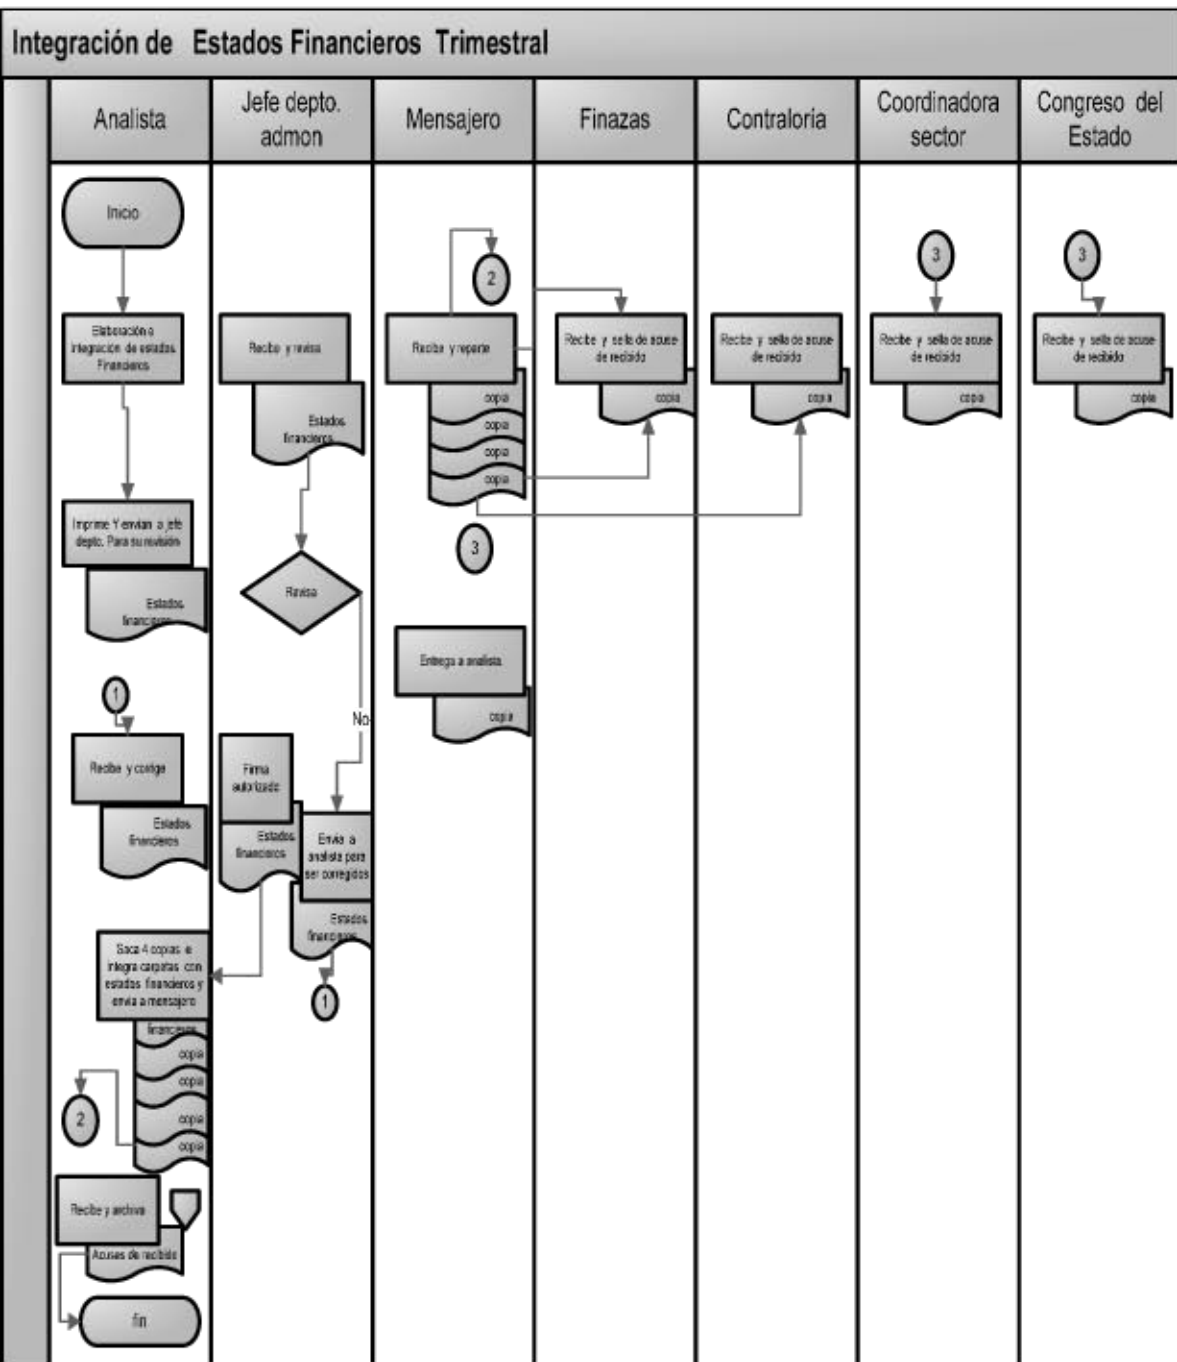 Integración de Estados Financieros Trimestral
Analista
Jefe depto.
admon
Mensajero
Finazas
Contraloría
Coordinadora
sector
Congreso del
Estado
Inicio
Elaboración e
Integración de estados
Financieros
Imprime Y envian a jefe
depto. Para su revisión
Estados
financieros
1
Recibe y corrige
Estados
financieros
Saca 4 copias e
integra carpetas con
estados financieros y
envia a mensajero
financieros
copia
copia
copia
copia
2
Recibe y archiva
Acuses de recibido
fin
Recibe y revisa
Estados
financieros
Revisa
No
Firma
autorizado
Estados
financieros
Envia a
analista para
ser corregidos
Estados
financieros
1
2
Recibe y reparte
copia
copia
copia
copia
3
Entrega a analista
copia
Recibe y sella de acuse
de recibido
copia
Recibe y sella de acuse
de recibido
copia
3
Recibe y sella de acuse
de recibido
copia
3
Recibe y sella de acuse
de recibido
copia